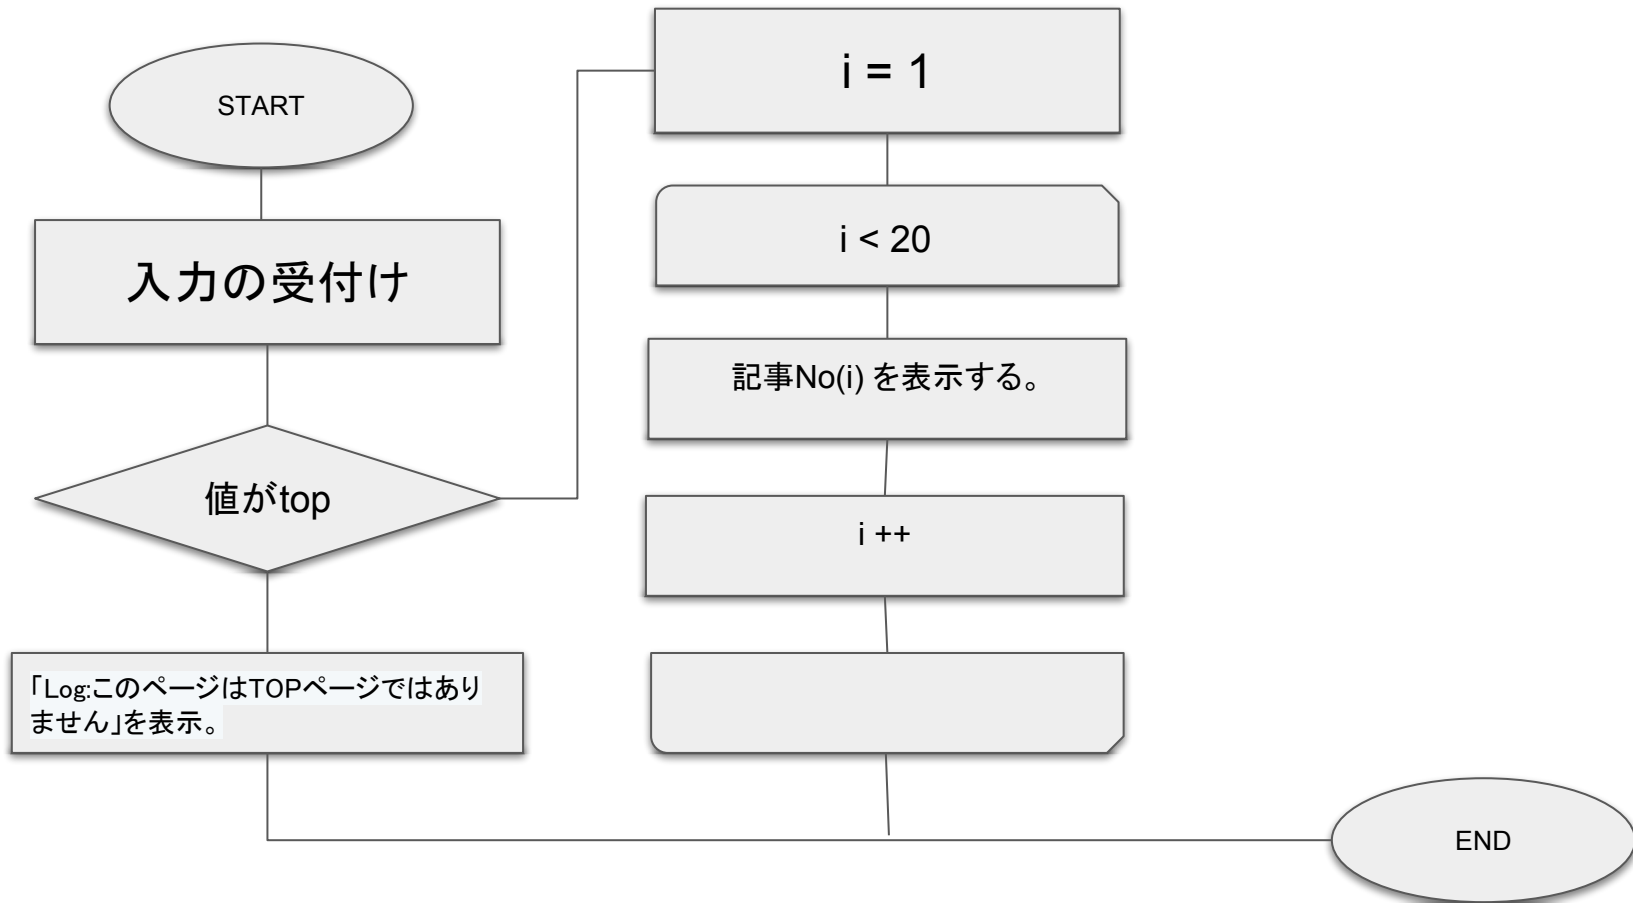 START
入力の受付け
値がtop
「Log:このページはTOPページではあり
ません」を表示。
i = 1
i < 20
記事No(i) を表示する。
i ++
END